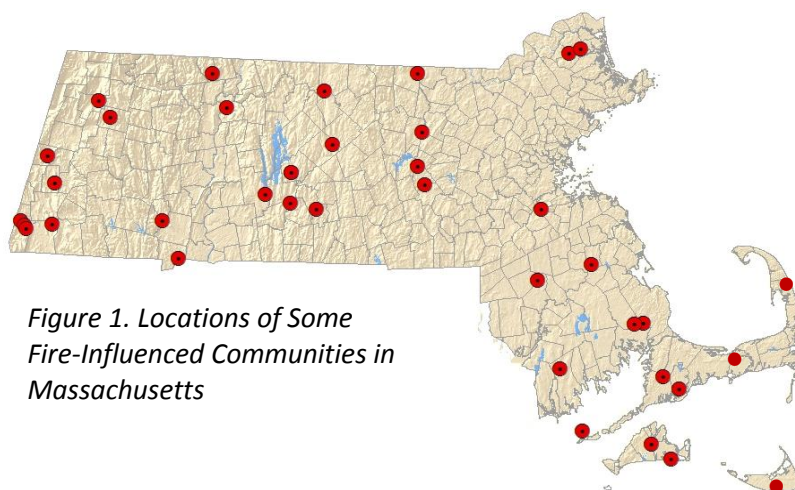 Figure 1. Locations of Some
Fire-Influenced Communities in
Massachusetts